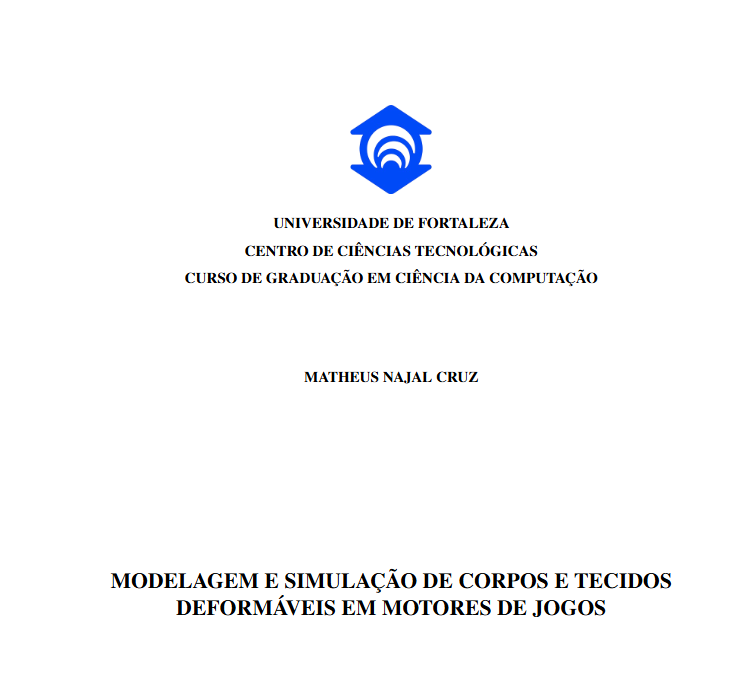 UNIVERSIDADE DE FORTALEZA
CENTRO DE CIÊNCIAS TECNOLÓGICAS
CURSO DE GRADUAÇÃO EM CIÊNCIA DA COMPUTAÇÃO
MATHEUS NAJAL CRUZ
MODELAGEM E SIMULAÇÃO DE CORPOS E TECIDOS
DEFORMÁVEIS EM MOTORES DE JOGOS